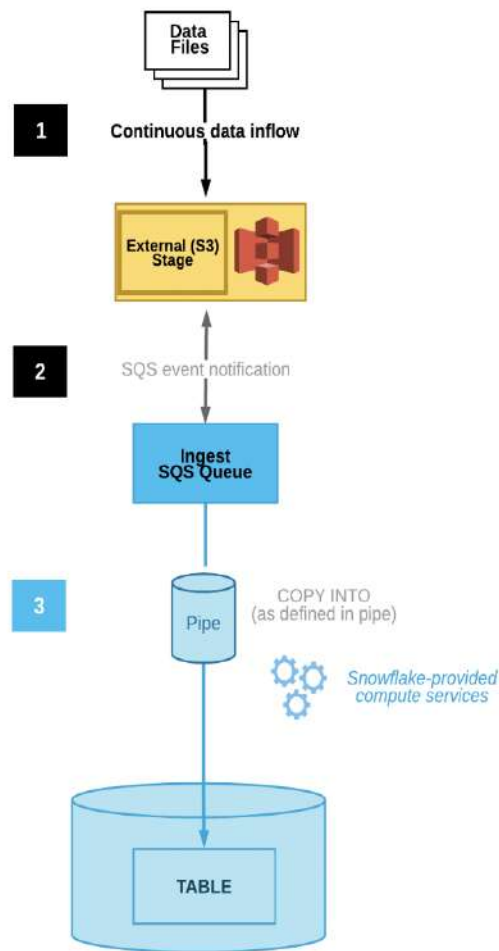 Data
Files
1
Continuous data inflow
External (S3)
Stage
2
SQS event notification
Ingest
SQS Queue
3
Pipe
COPY INTO
(as defined in pipe)
Snowflake-provided
compute services
TABLE